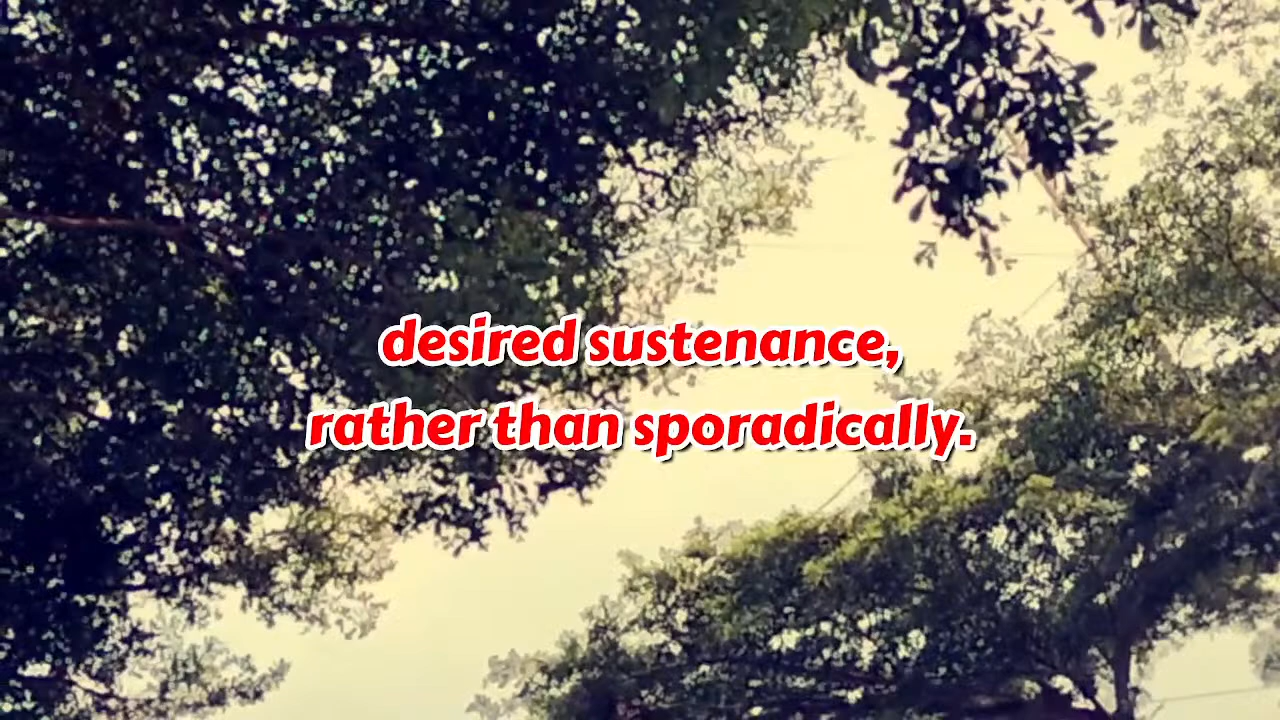 desired sustenance,
rather than sporadically.